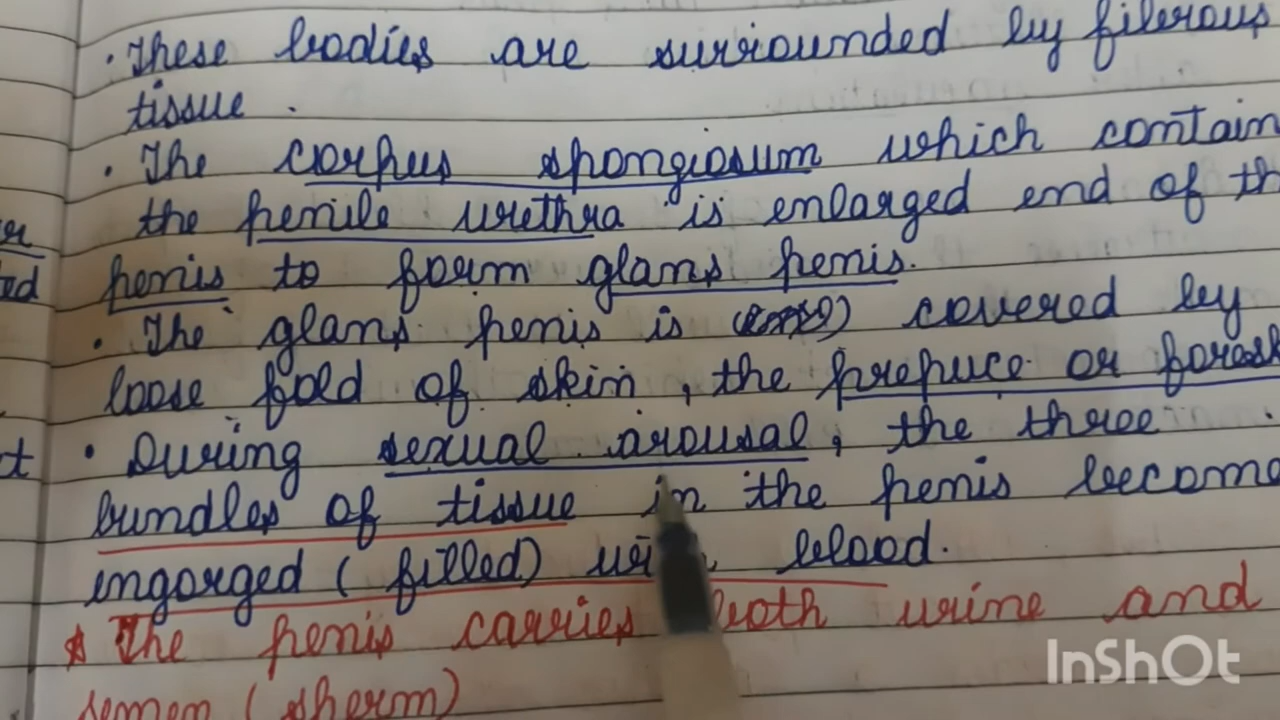 · These bodies are surrounded by fibrous
tissue .
· The corpus spongiosum which contain
the penile urethra is enlarged end of th
penis to form glans penis.
· The glans penis is covered by
loose fold of skin , the prepuce or foresk
· During sexual arousal, the three
bundles of tissue in the penis become
engorged ( filled) wi blood.
The penis carries both urine and
semen ( sperm)
er
ted
t
InShOt